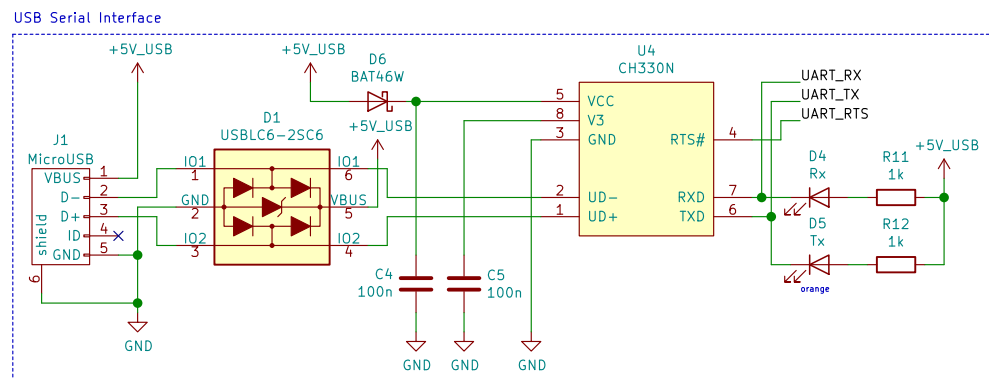 USB Serial Interface
+5V_USB
+5V_USB
D6
BAT46W
U4
CH330N
UART_RX
UART_TX
UART_RTS
D1
USBLC6-2SC6
+5V_USB
5 VCC
8 V3
3 GND
RTS# 4
J1
MicroUSB
VBUS 1
D- 2
D+ 3
ID 4
GND 5
shield
6
IO1
1
GND
2
IO2
3
IO1
6
VBUS
5
IO2
4
2 UD-
1 UD+
RXD 7
TXD 6
D4
Rx
R11
1k
+5V_USB
D5
Tx
orange
R12
1k
C4
100n
C5
100n
GND
GND
GND
GND